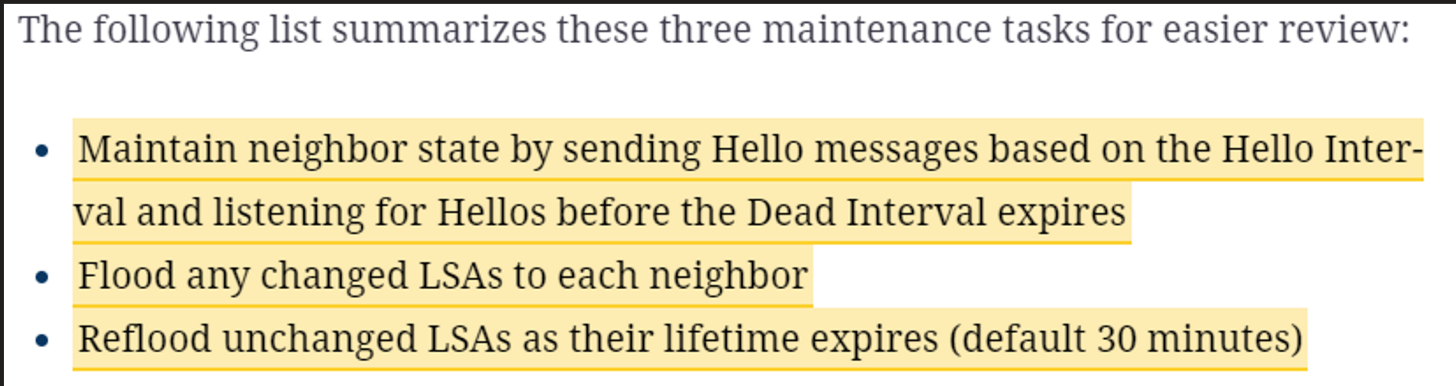 The following list summarizes these three maintenance tasks for easier review:
• Maintain neighbor state by sending Hello messages based on the Hello Inter-
val and listening for Hellos before the Dead Interval expires
• Flood any changed LSAs to each neighbor
• Reflood unchanged LSAs as their lifetime expires (default 30 minutes)